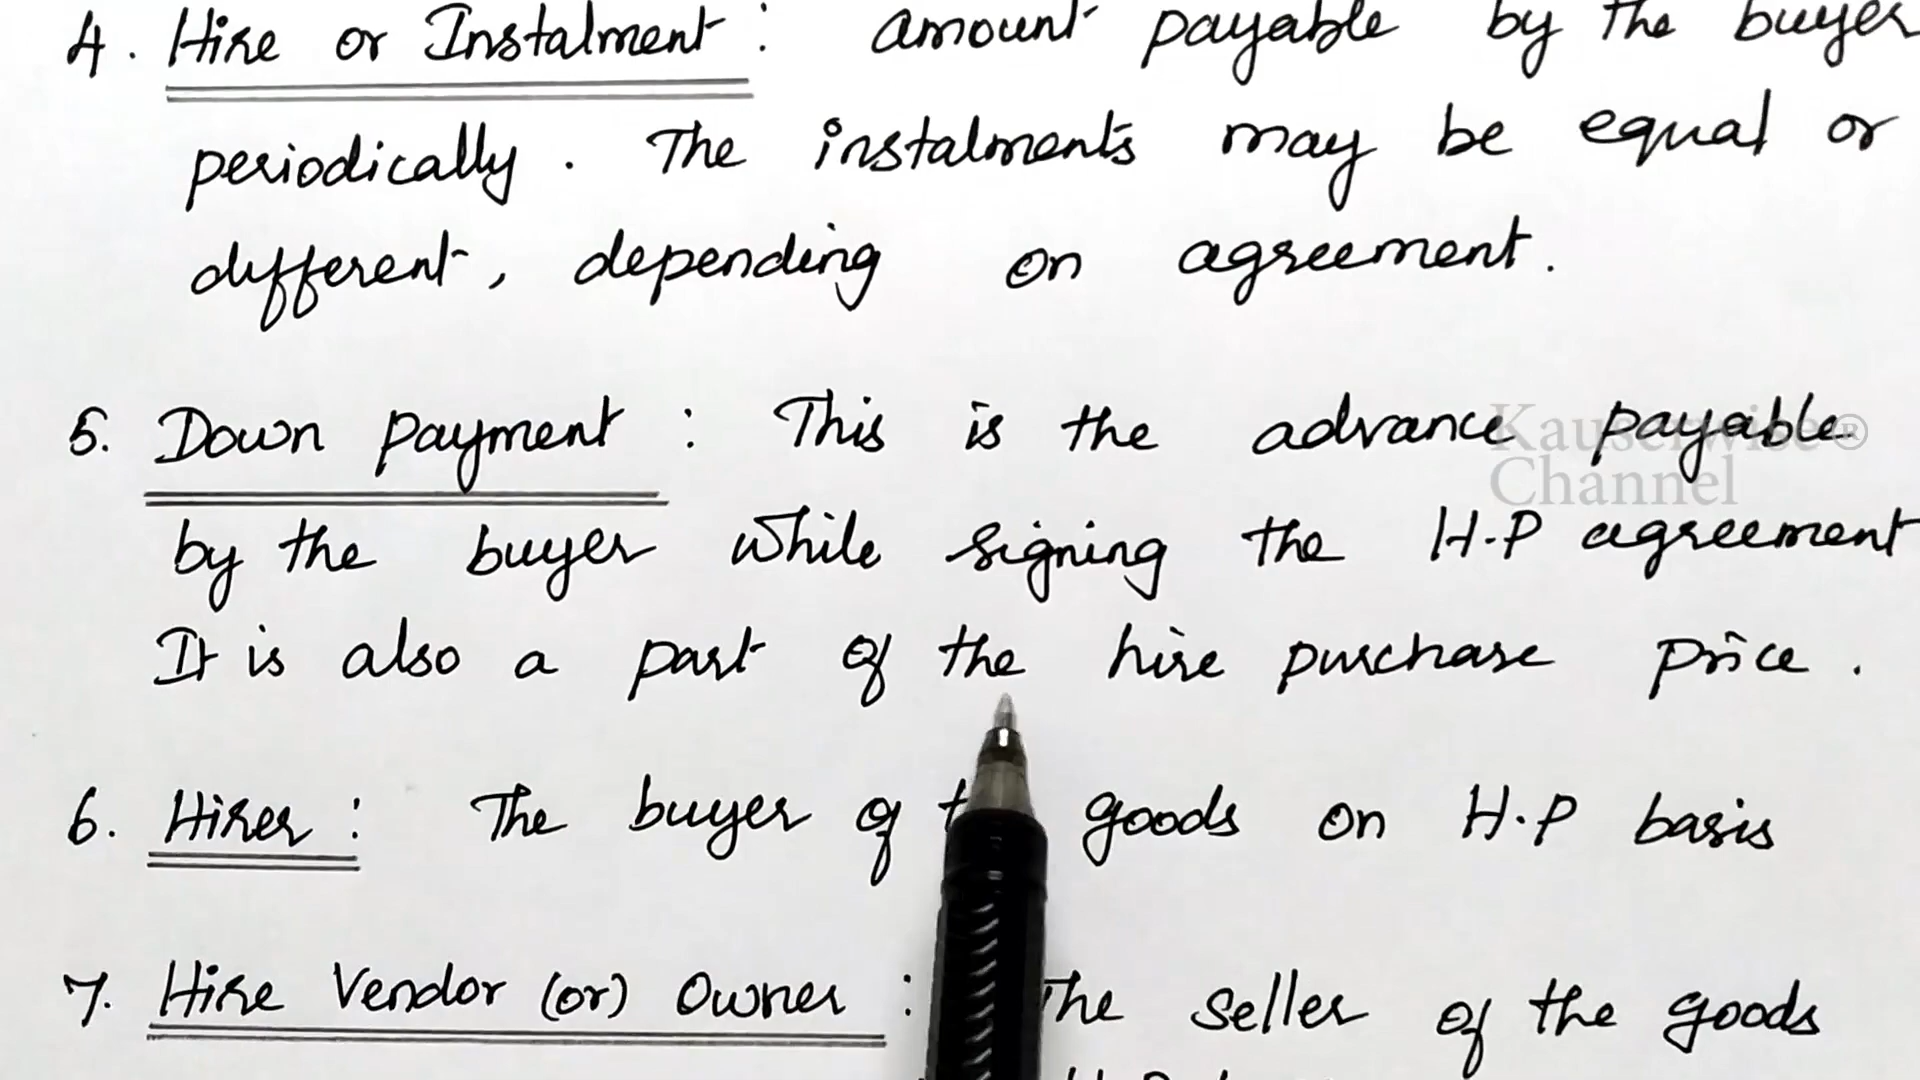 4. Hire or Instalment : amount payable by the buyer
periodically. The instalments may be equal or
different, depending on agreement.
5. Down payment : This is the advance payable
Kauserwise®
Channel
by the buyer while signing the H.P agreement
It is also a part of the hire purchase price.
6. Hirer : The buyer of goods on H.P basis
7. Hire Vendor (or) Owner : The seller of the goods